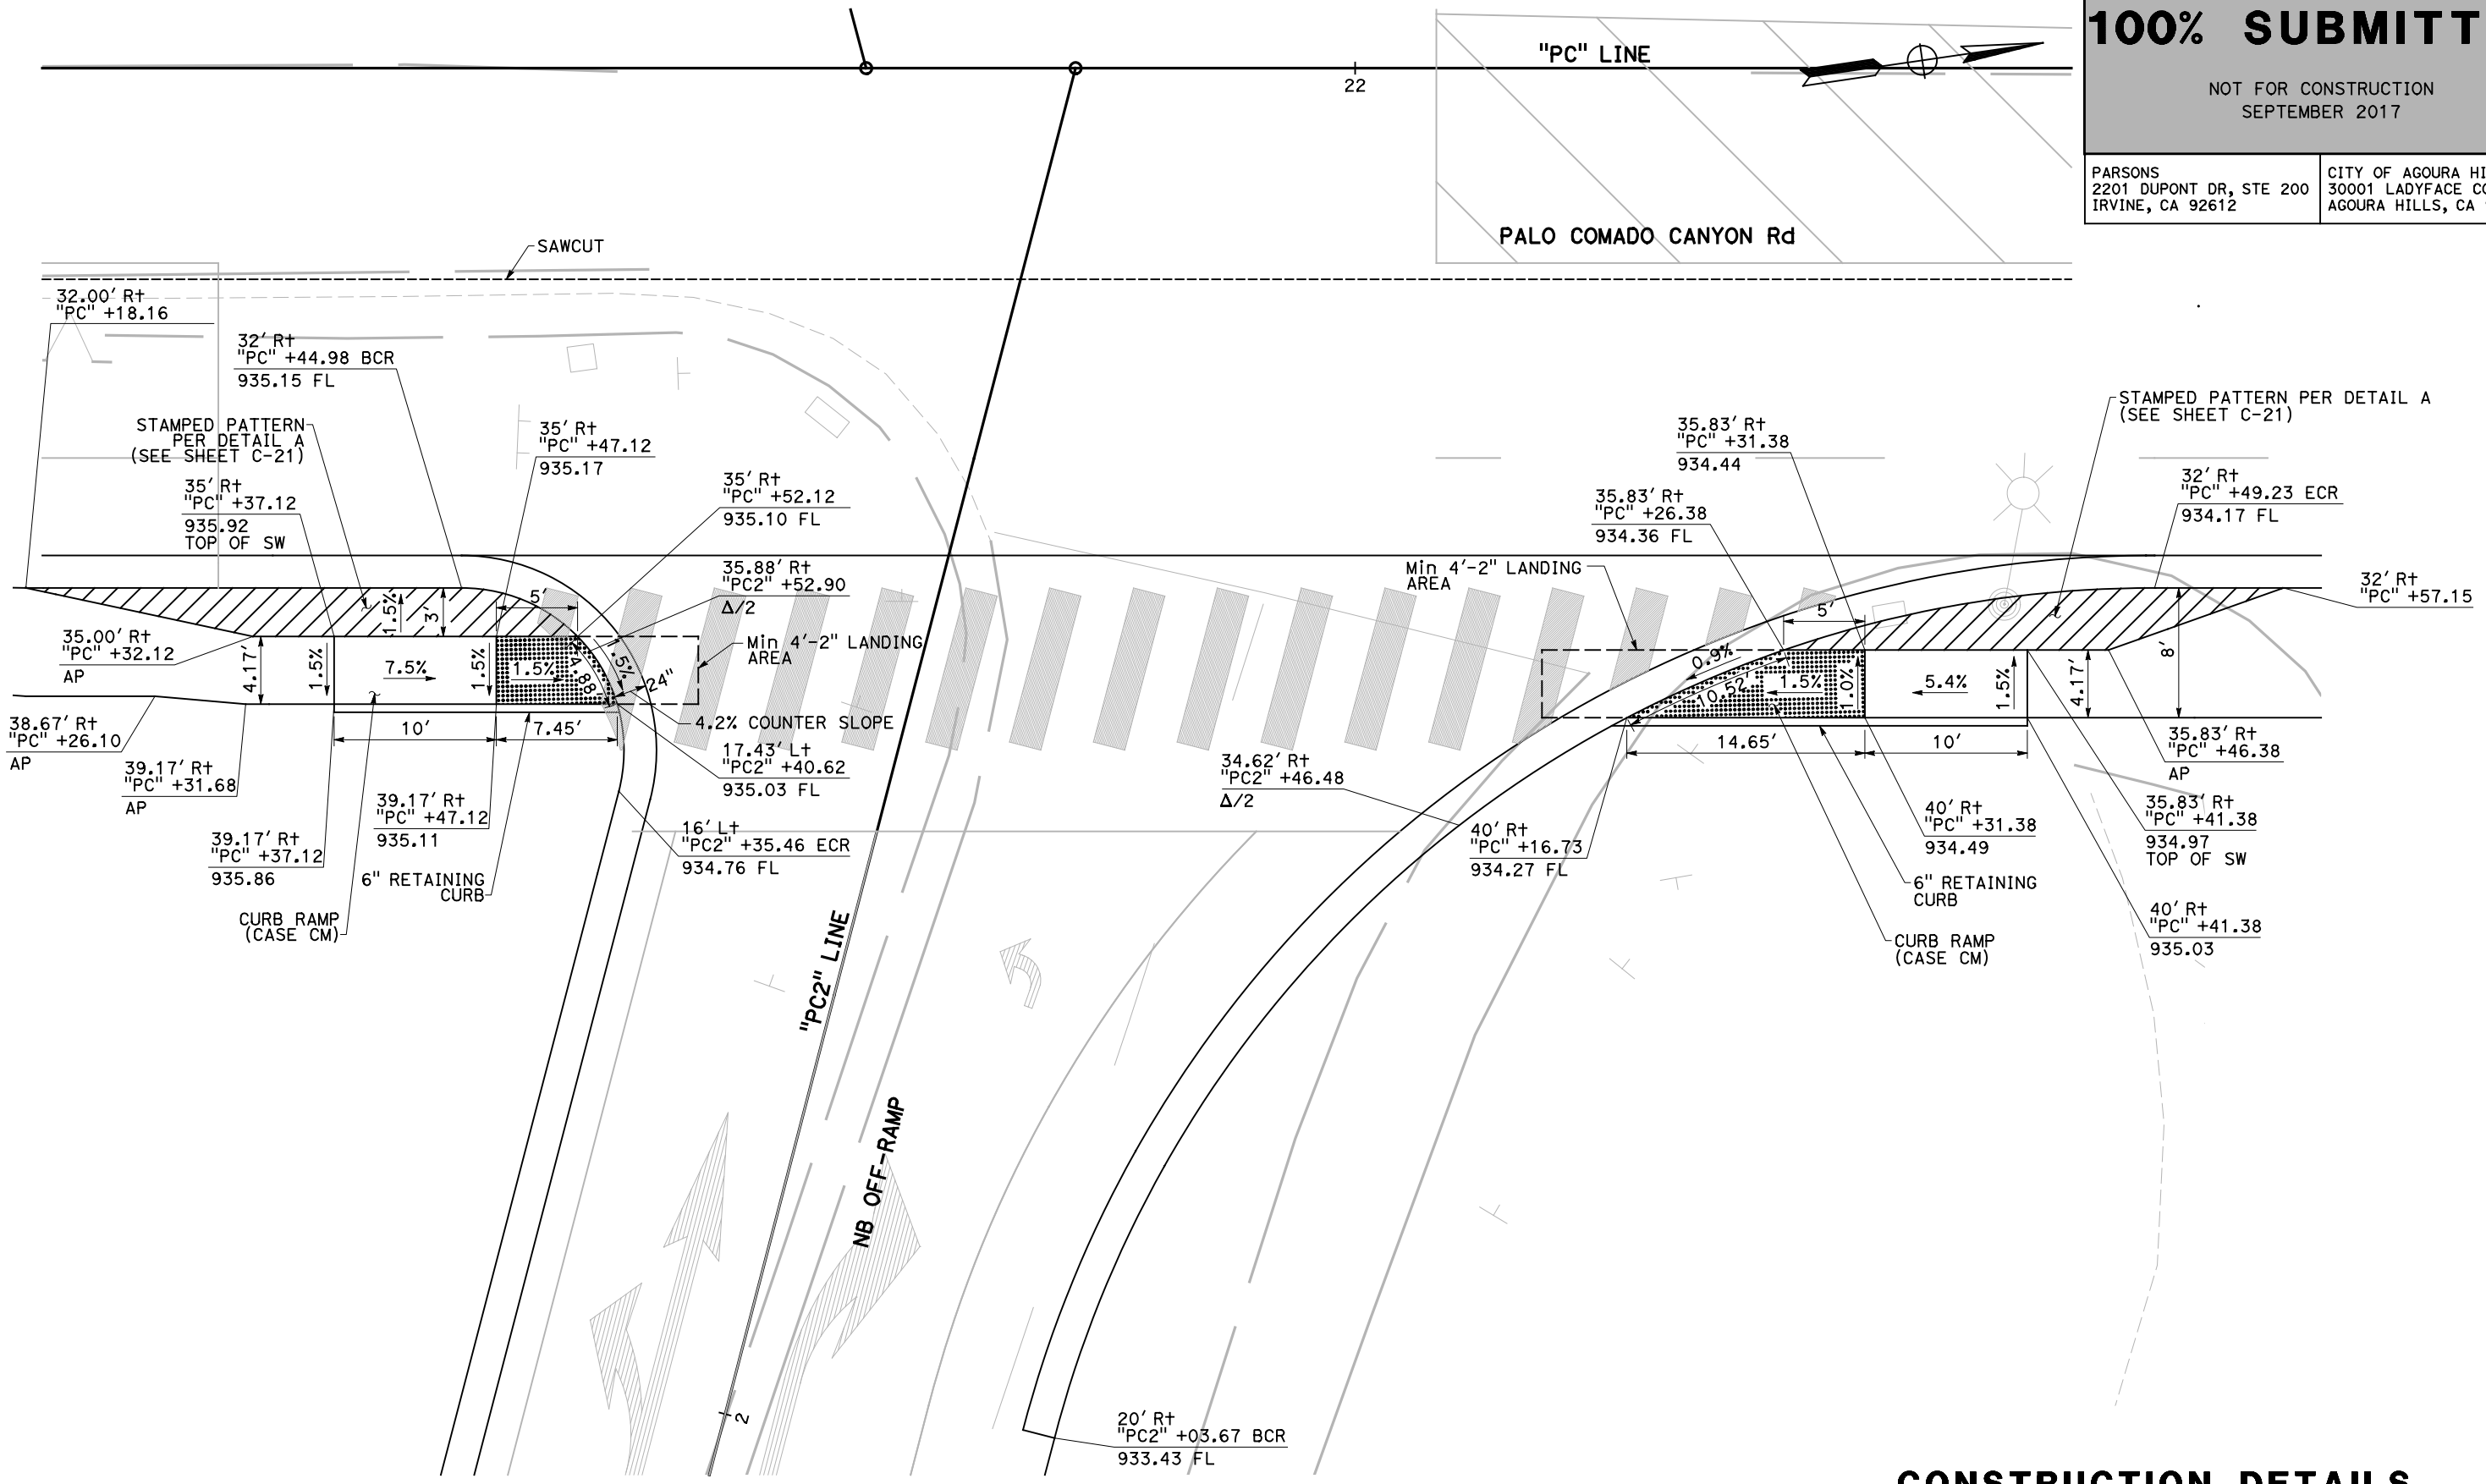 100% SUBMITT
NOT FOR CONSTRUCTION
SEPTEMBER 2017
PARSONS
2201 DUPONT DR, STE 200
IRVINE, CA 92612
CITY OF AGOURA HI
30001 LADYFACE CO
AGOURA HILLS, CA
"PC" LINE
22
PALO COMADO CANYON Rd
SAWCUT
32.00' Rt
"PC" +18.16
32' Rt
"PC" +44.98 BCR
935.15 FL
STAMPED PATTERN
PER DETAIL A
(SEE SHEET C-21)
35' Rt
"PC" +37.12
935.92
TOP OF SW
35' Rt
"PC" +47.12
935.17
35' Rt
"PC" +52.12
935.10 FL
35.88' Rt
"PC2" +52.90
Δ/2
Min 4'-2" LANDING
AREA
35.00' Rt
"PC" +32.12
AP
4.17'
1.5%
7.5%
1.5%
1.5%
3'
5'
1.5%
4.88'
1.5%
24"
4.2% COUNTER SLOPE
10'
7.45'
38.67' Rt
"PC" +26.10
AP
39.17' Rt
"PC" +31.68
AP
39.17' Rt
"PC" +37.12
935.86
39.17' Rt
"PC" +47.12
935.11
6" RETAINING
CURB
CURB RAMP
(CASE CM)
17.43' Lt
"PC2" +40.62
935.03 FL
16' Lt
"PC2" +35.46 ECR
934.76 FL
"PC2" LINE
NB OFF-RAMP
2
20' Rt
"PC2" +03.67 BCR
933.43 FL
34.62' Rt
"PC2" +46.48
Δ/2
Min 4'-2" LANDING
AREA
35.83' Rt
"PC" +26.38
934.36 FL
35.83' Rt
"PC" +31.38
934.44
STAMPED PATTERN PER DETAIL A
(SEE SHEET C-21)
32' Rt
"PC" +49.23 ECR
934.17 FL
32' Rt
"PC" +57.15
5'
0.9%
10.52'
1.5%
1.0%
5.4%
1.5%
4.17'
8'
14.65'
10'
40' Rt
"PC" +16.73
934.27 FL
40' Rt
"PC" +31.38
934.49
6" RETAINING
CURB
CURB RAMP
(CASE CM)
35.83' Rt
"PC" +46.38
AP
35.83' Rt
"PC" +41.38
934.97
TOP OF SW
40' Rt
"PC" +41.38
935.03
CONSTRUCTION DETAILS